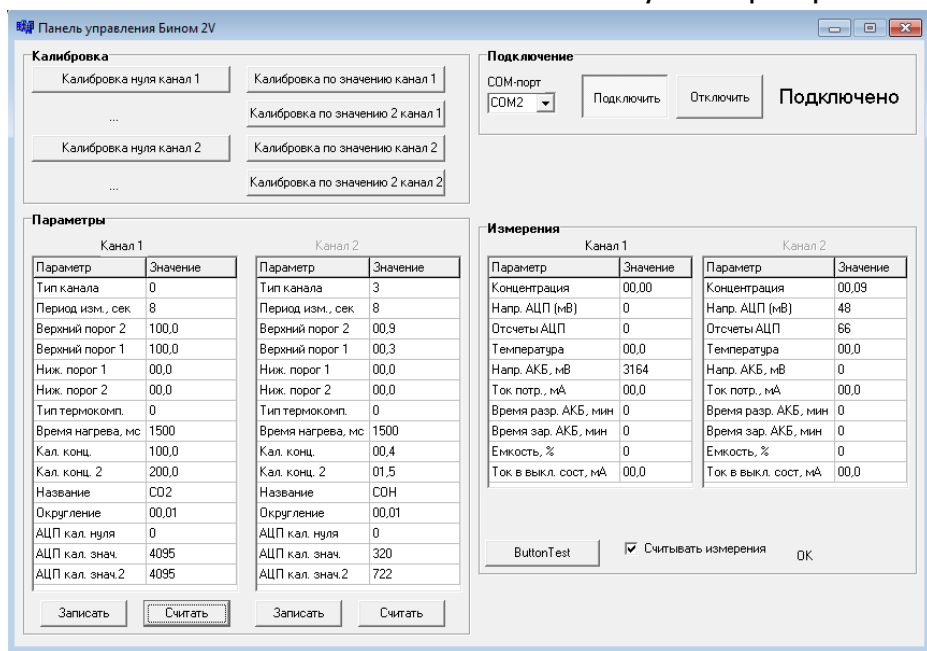 Панель управления Бином 2V
Калибровка
Калибровка нуля канал 1
Калибровка по значению канал 1
...
Калибровка по значению 2 канал 1
Калибровка нуля канал 2
Калибровка по значению канал 2
...
Калибровка по значению 2 канал 2
Подключение
COM-порт
COM2
Подключить
Отключить
Подключено
Параметры
Канал 1
Параметр Значение
Тип канала 0
Период изм., сек 8
Верхний порог 2 100,0
Верхний порог 1 100,0
Ниж. порог 1 00,0
Ниж. порог 2 00,0
Тип термокомп. 0
Время нагрева, мс 1500
Кал. конц. 100,0
Кал. конц. 2 200,0
Название CO2
Округление 00,01
АЦП кал. нуля 0
АЦП кал. знач. 4095
АЦП кал. знач.2 4095
Записать Считать
Канал 2
Параметр Значение
Тип канала 3
Период изм., сек 8
Верхний порог 2 00,9
Верхний порог 1 00,3
Ниж. порог 1 00,0
Ниж. порог 2 00,0
Тип термокомп. 0
Время нагрева, мс 1500
Кал. конц. 00,4
Кал. конц. 2 01,5
Название COH
Округление 00,01
АЦП кал. нуля 0
АЦП кал. знач. 320
АЦП кал. знач.2 722
Записать Считать
Измерения
Канал 1
Параметр Значение
Концентрация 00,00
Напр. АЦП (мВ) 0
Отсчеты АЦП 0
Температура 00,0
Напр. АКБ, мВ 3164
Ток потр., мА 00,0
Время разр. АКБ, мин 0
Время зар. АКБ, мин 0
Емкость, % 0
Ток в выкл. сост, мА 00,0
Канал 2
Параметр Значение
Концентрация 00,09
Напр. АЦП (мВ) 48
Отсчеты АЦП 66
Температура 00,0
Напр. АКБ, мВ 0
Ток потр., мА 00,0
Время разр. АКБ, мин 0
Время зар. АКБ, мин 0
Емкость, % 0
Ток в выкл. сост, мА 00,0
ButtonTest
Считывать измерения
OK